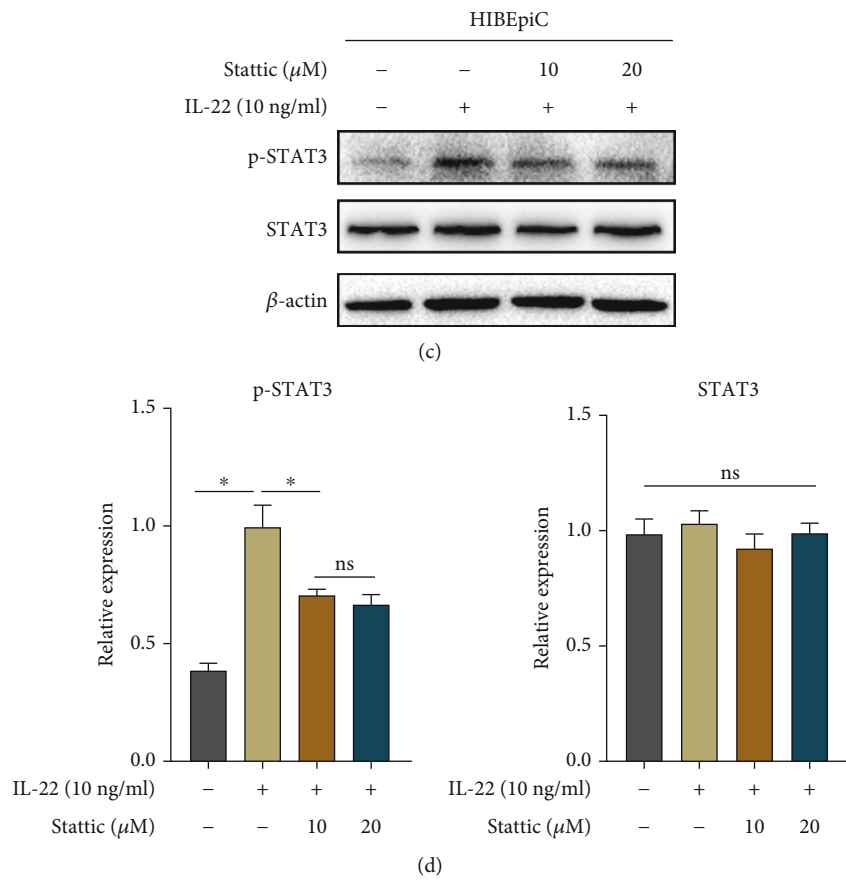 HIBEpiC
Stattic (μM) – – 10 20
IL-22 (10 ng/ml) – + + +
p-STAT3
STAT3
β-actin
(c)
p-STAT3
1.5
1.0
0.5
0.0
Relative expression
* *
ns
IL-22 (10 ng/ml) – + + +
Stattic (μM) – – 10 20
STAT3
1.5
1.0
0.5
0.0
Relative expression
ns
IL-22 (10 ng/ml) – + + +
Stattic (μM) – – 10 20
(d)